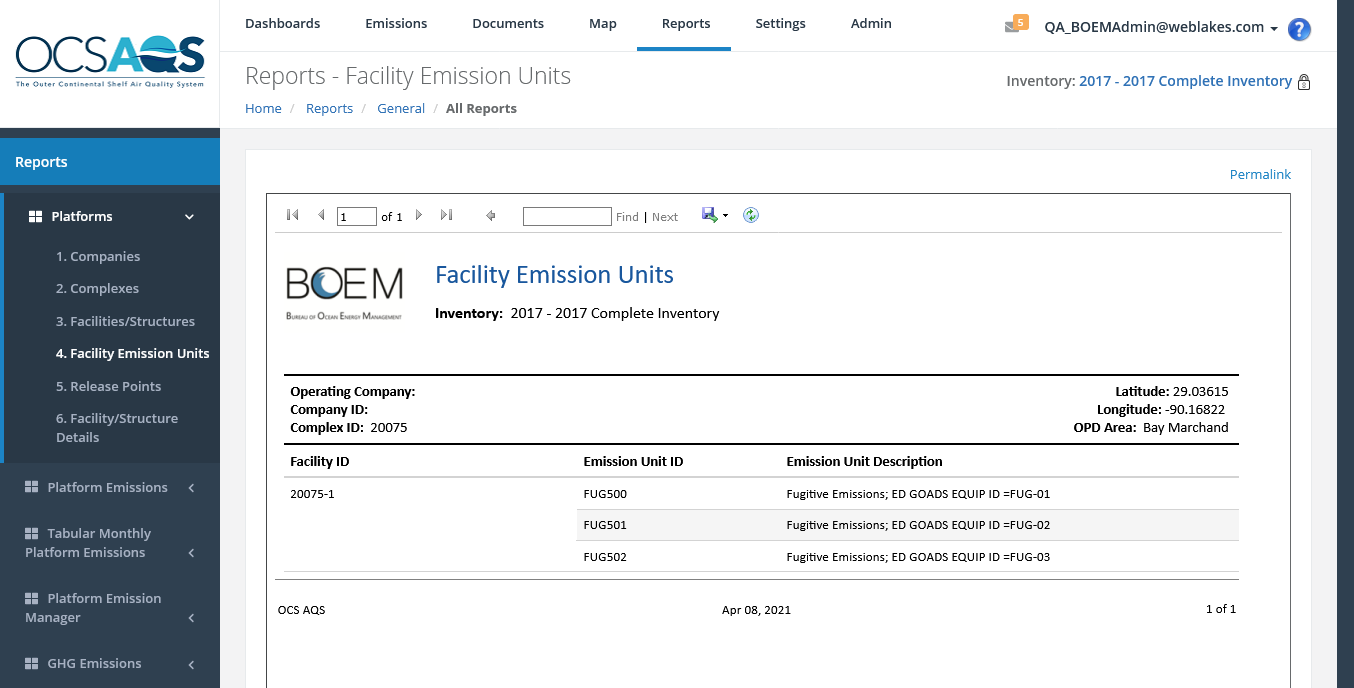 OCSAQS
The Outer Continental Shelf Air Quality System
Dashboards Emissions Documents Map Reports Settings Admin
5 QA_BOEMAdmin@weblakes.com ?
Reports - Facility Emission Units
Inventory: 2017 - 2017 Complete Inventory
Home / Reports / General / All Reports
Reports
Platforms
1. Companies
2. Complexes
3. Facilities/Structures
4. Facility Emission Units
5. Release Points
6. Facility/Structure
Details
Platform Emissions
Tabular Monthly
Platform Emissions
Platform Emission
Manager
GHG Emissions
Permalink
1 of 1 Find | Next
BOEM
Bureau of Ocean Energy Management
Facility Emission Units
Inventory: 2017 - 2017 Complete Inventory
Operating Company: Latitude: 29.03615
Company ID: Longitude: -90.16822
Complex ID: 20075 OPD Area: Bay Marchand
Facility ID Emission Unit ID Emission Unit Description
20075-1 FUG500 Fugitive Emissions; ED GOADS EQUIP ID =FUG-01
FUG501 Fugitive Emissions; ED GOADS EQUIP ID =FUG-02
FUG502 Fugitive Emissions; ED GOADS EQUIP ID =FUG-03
OCS AQS Apr 08, 2021 1 of 1